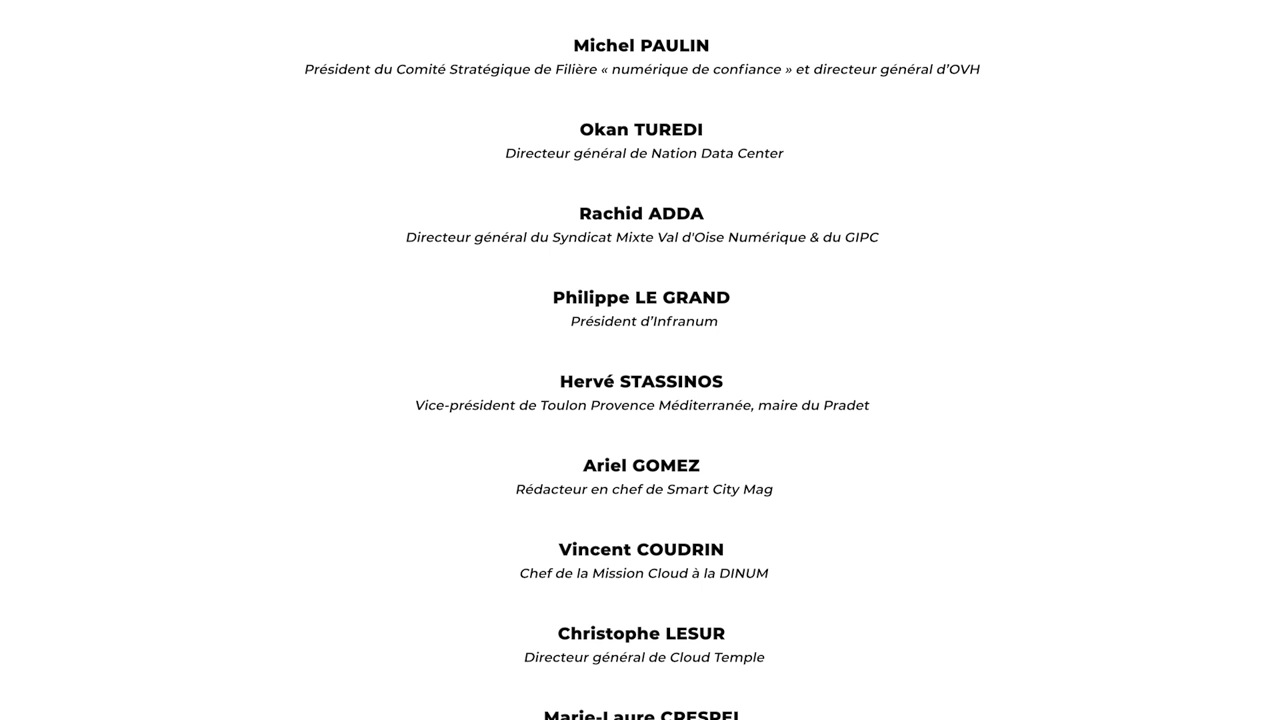 Michel PAULIN
Président du Comité Stratégique de Filière « numérique de confiance » et directeur général d’OVH
Okan TUREDI
Directeur général de Nation Data Center
Rachid ADDA
Directeur général du Syndicat Mixte Val d'Oise Numérique & du GIPC
Philippe LE GRAND
Président d’Infranum
Hervé STASSINOS
Vice-président de Toulon Provence Méditerranée, maire du Pradet
Ariel GOMEZ
Rédacteur en chef de Smart City Mag
Vincent COUDRIN
Chef de la Mission Cloud à la DINUM
Christophe LESUR
Directeur général de Cloud Temple
Marie-Laure